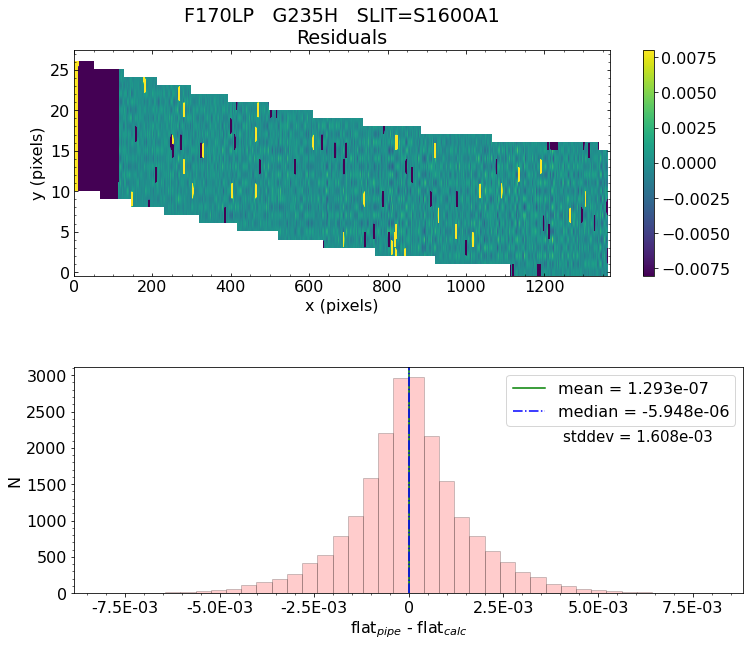 F170LP G235H SLIT=S1600A1
Residuals
25
20
15
10
5
0
y (pixels)
0 200 400 600 800 1000 1200
x (pixels)
0.0075
0.0050
0.0025
0.0000
−0.0025
−0.0050
−0.0075
3000
2500
2000
1500
1000
500
0
N
mean = 1.293e-07
median = -5.948e-06
stddev = 1.608e-03
-7.5E-03 -5.0E-03 -2.5E-03 0 2.5E-03 5.0E-03 7.5E-03
flat_pipe - flat_calc